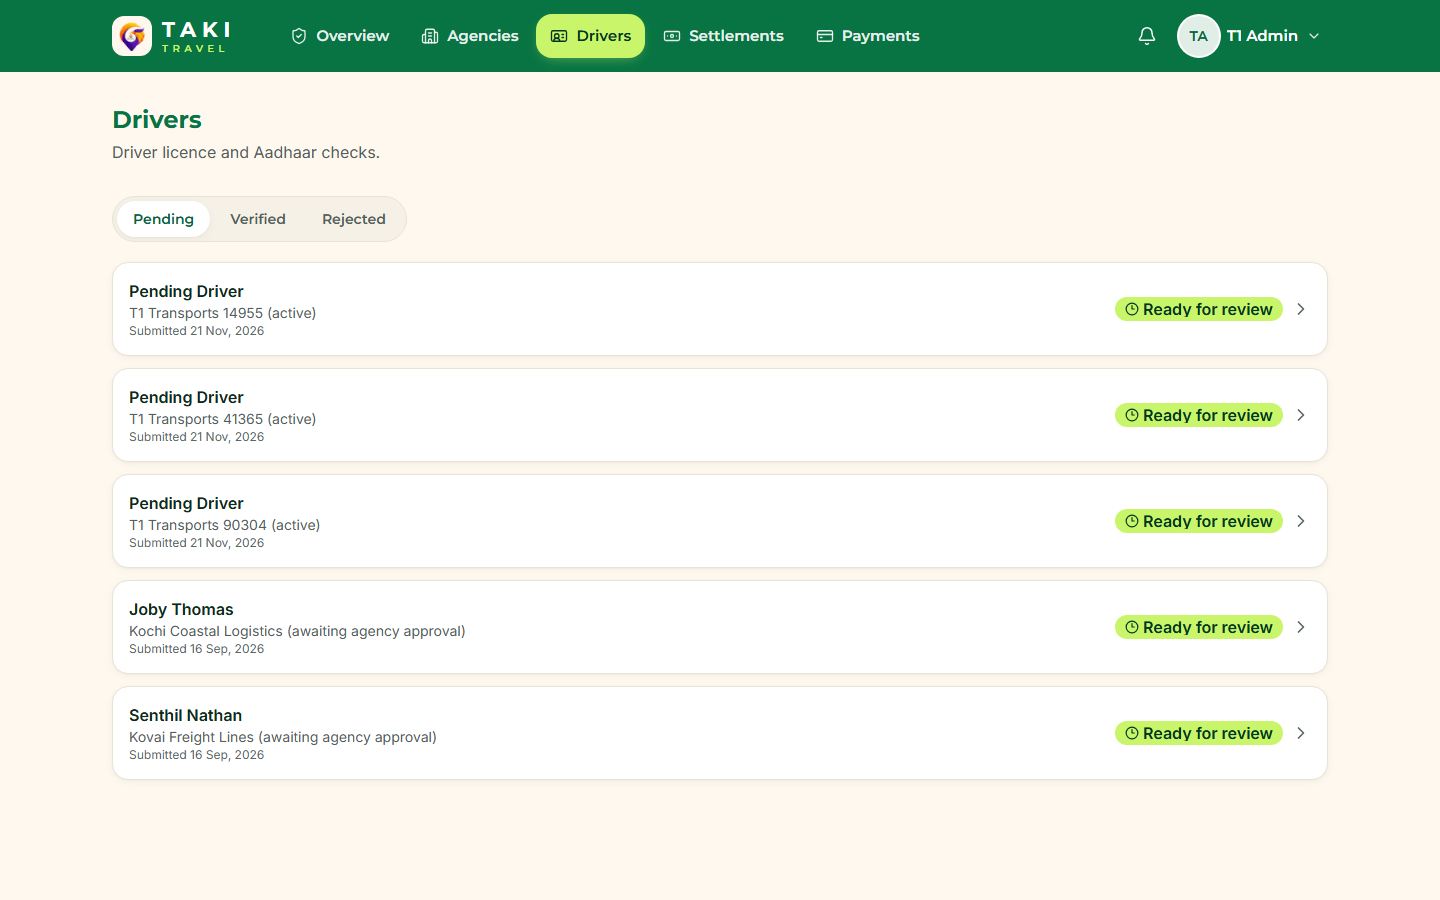 TAKI
TRAVEL
Overview
Agencies
Drivers
Settlements
Payments
TA
T1 Admin
Drivers
Driver licence and Aadhaar checks.
Pending
Verified
Rejected
Pending Driver
T1 Transports 14955 (active)
Submitted 21 Nov, 2026
Ready for review
Pending Driver
T1 Transports 41365 (active)
Submitted 21 Nov, 2026
Ready for review
Pending Driver
T1 Transports 90304 (active)
Submitted 21 Nov, 2026
Ready for review
Joby Thomas
Kochi Coastal Logistics (awaiting agency approval)
Submitted 16 Sep, 2026
Ready for review
Senthil Nathan
Kovai Freight Lines (awaiting agency approval)
Submitted 16 Sep, 2026
Ready for review